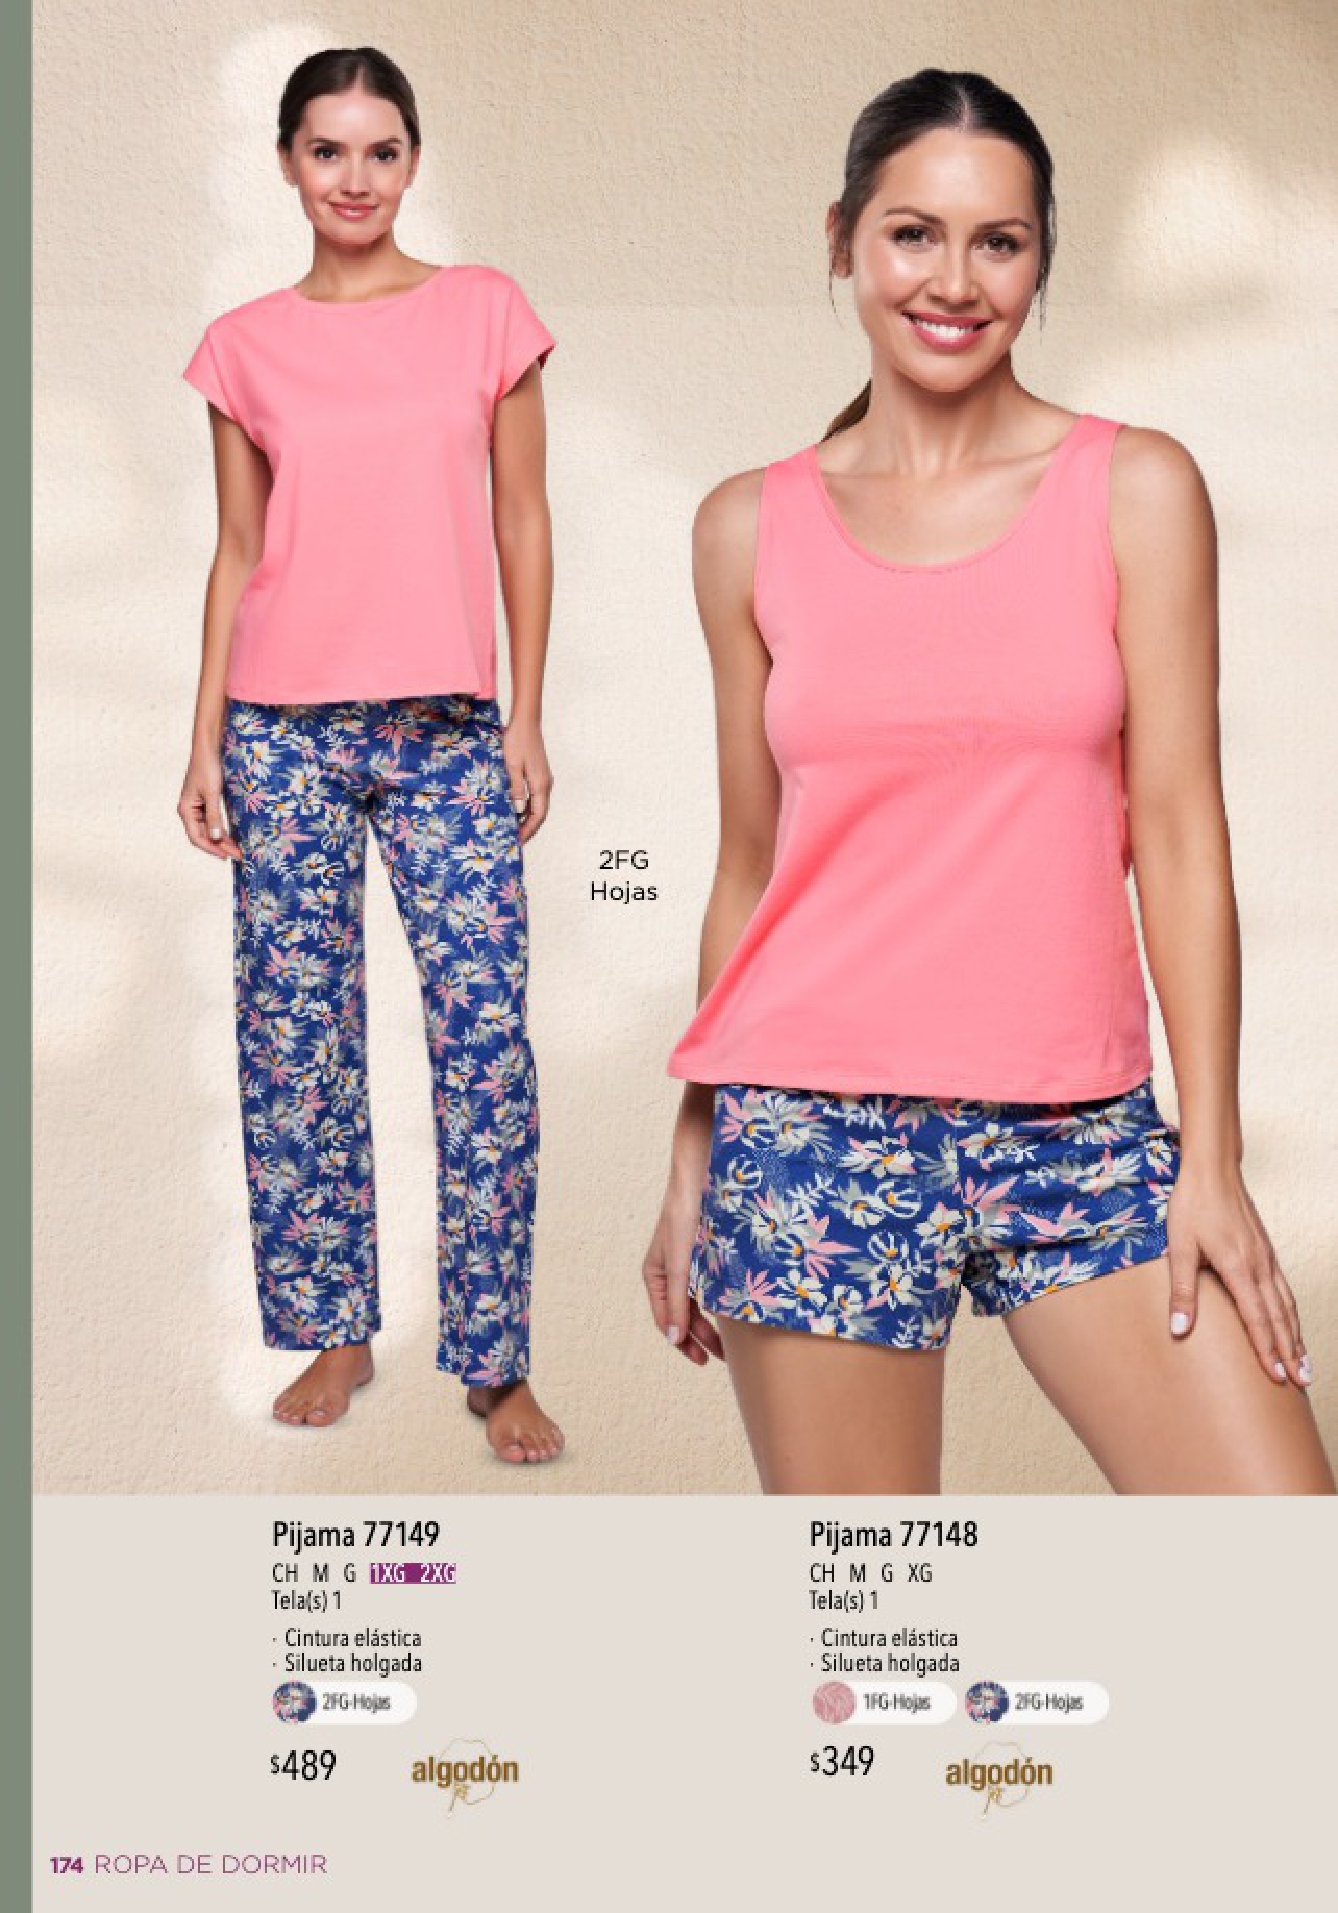 2FG
Hojas
Pijama 77149
CH M G 1XG 2XG
Tela(s) 1
· Cintura elástica
· Silueta holgada
2FG-Hojas
$489
algodón
Pijama 77148
CH M G XG
Tela(s) 1
· Cintura elástica
· Silueta holgada
1FG-Hojas 2FG-Hojas
$349
algodón
174 ROPA DE DORMIR